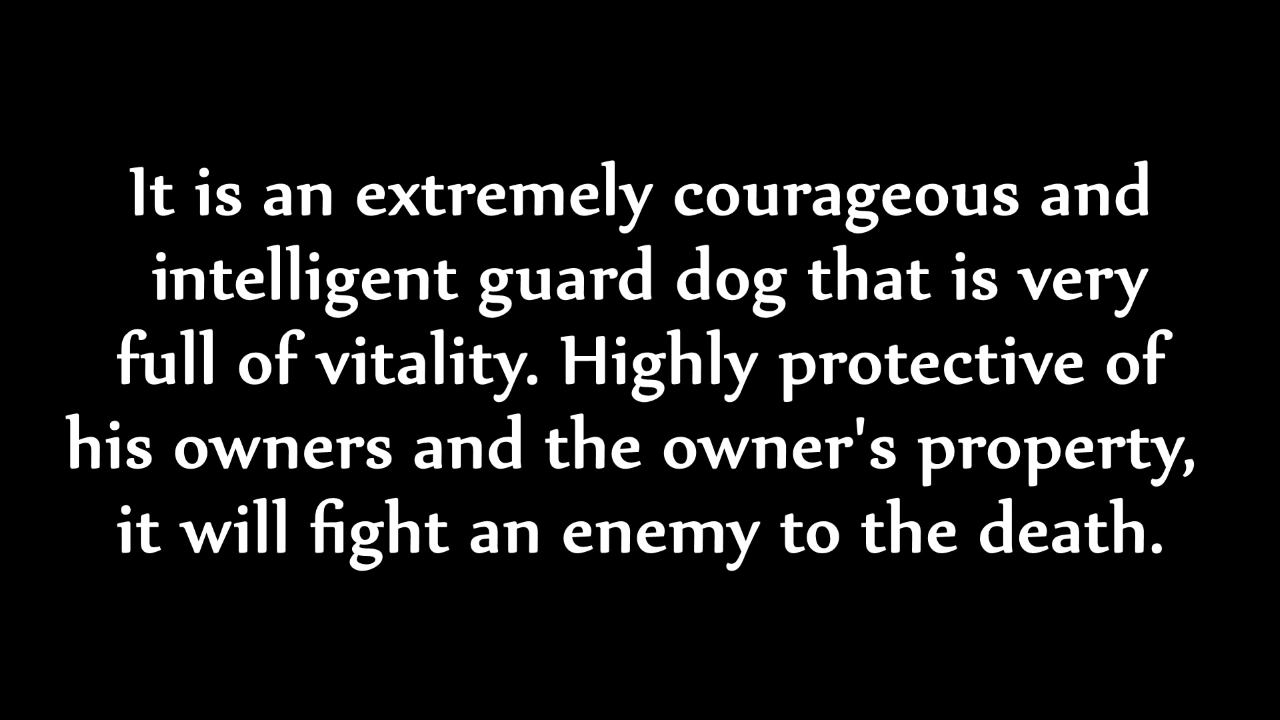 It is an extremely courageous and
intelligent guard dog that is very
full of vitality. Highly protective of
his owners and the owner's property,
it will fight an enemy to the death.